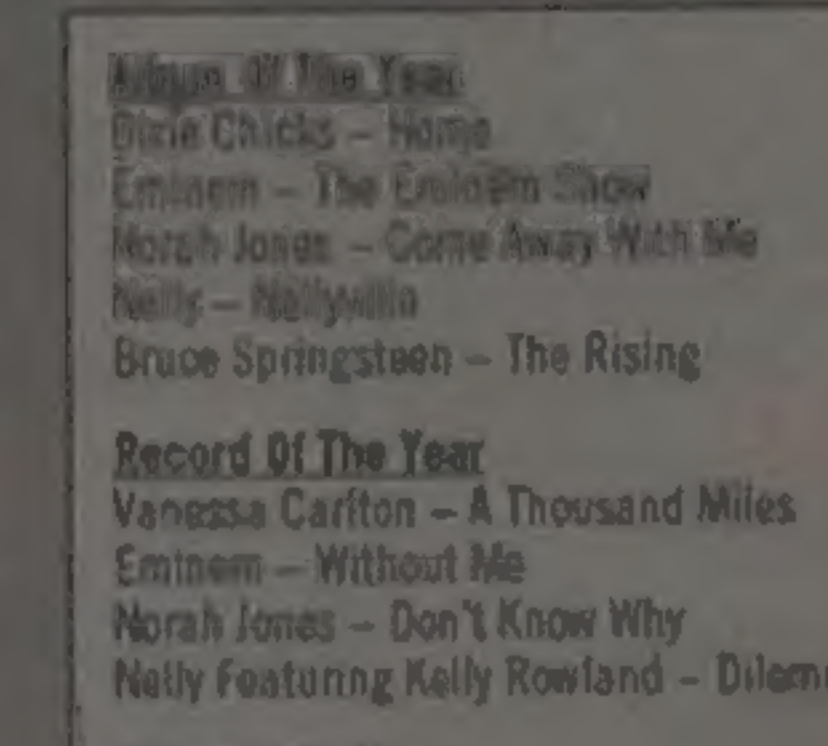 Album Of The Year
Dixie Chicks – Home
Eminem – The Eminem Show
Norah Jones – Come Away With Me
Nelly – Nellyville
Bruce Springsteen – The Rising
Record Of The Year
Vanessa Carlton – A Thousand Miles
Eminem – Without Me
Norah Jones – Don't Know Why
Nelly Featuring Kelly Rowland – Dilem